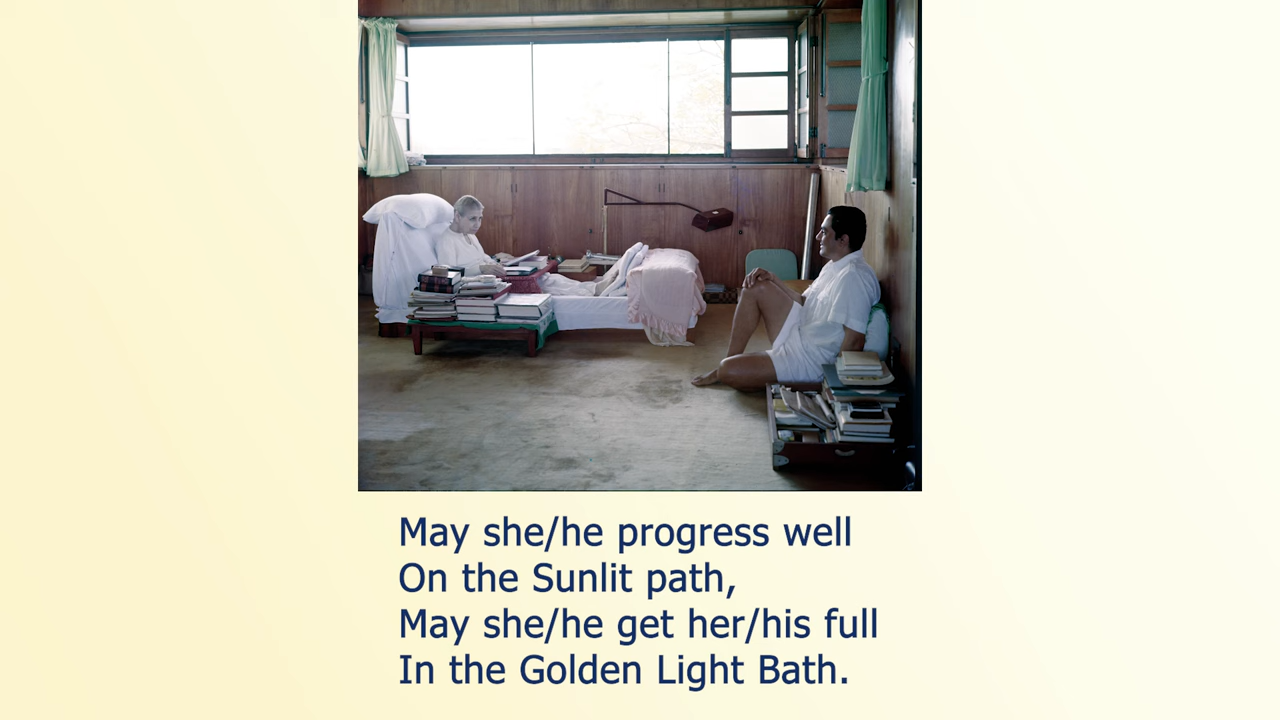 May she/he progress well
On the Sunlit path,
May she/he get her/his full
In the Golden Light Bath.